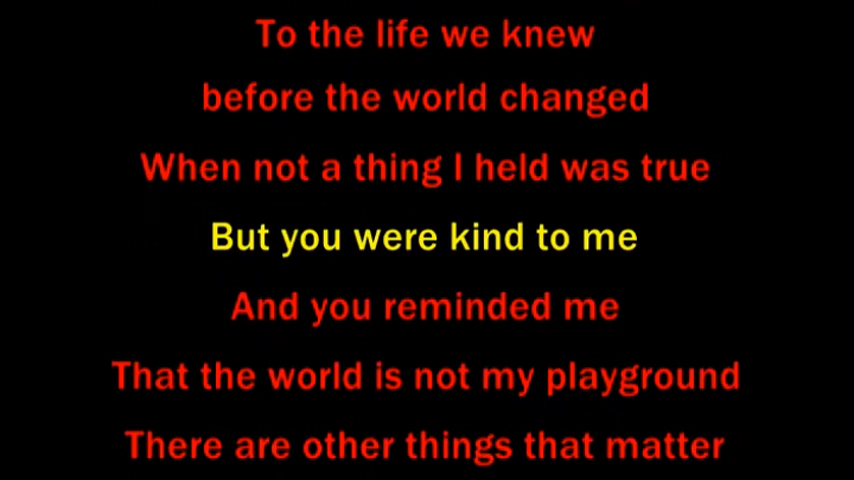 To the life we knew
before the world changed
When not a thing I held was true
But you were kind to me
And you reminded me
That the world is not my playground
There are other things that matter